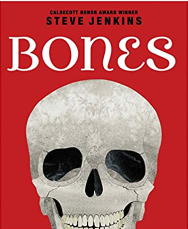 CALDECOTT HONOR AWARD WINNER
STEVE JENKINS
BONES